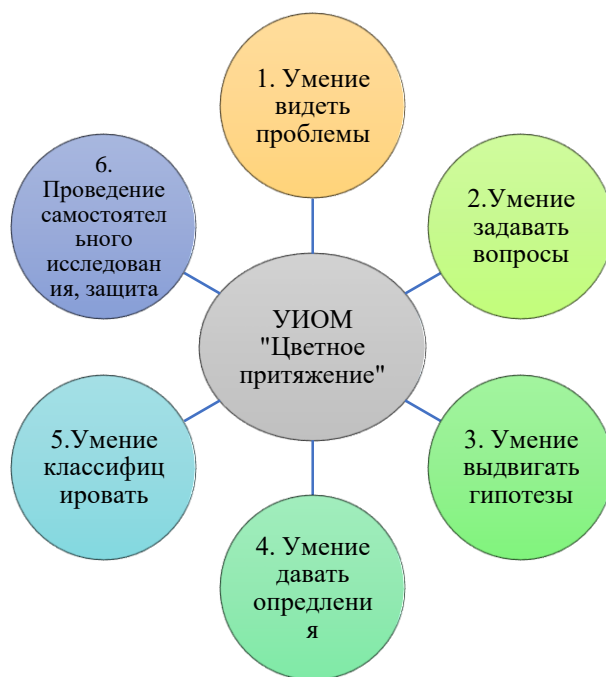 1. Умение
видеть
проблемы
2.Умение
задавать
вопросы
3. Умение
выдвигать
гипотезы
4. Умение
давать
опредлени
я
5.Умение
классифиц
ировать
6.
Проведение
самостоятел
ьного
исследован
ия, защита
УИОМ
"Цветное
притяжение"